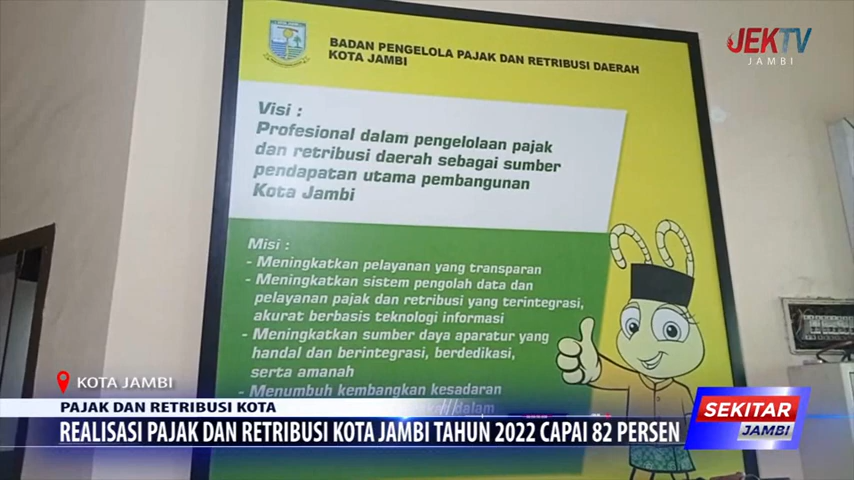 JEKTV
JAMBI
BADAN PENGELOLA PAJAK DAN RETRIBUSI DAERAH
KOTA JAMBI
Visi :
Profesional dalam pengelolaan pajak
dan retribusi daerah sebagai sumber
pendapatan utama pembangunan
Kota Jambi
Misi :
- Meningkatkan pelayanan yang transparan
- Meningkatkan sistem pengolah data dan
pelayanan pajak dan retribusi yang terintegrasi,
akurat berbasis teknologi informasi
- Meningkatkan sumber daya aparatur yang
handal dan berintegrasi, berdedikasi,
serta amanah
- Menumbuh kembangkan kesadaran
dalam
KOTA JAMBI
PAJAK DAN RETRIBUSI KOTA
REALISASI PAJAK DAN RETRIBUSI KOTA JAMBI TAHUN 2022 CAPAI 82 PERSEN
SEKITAR
JAMBI